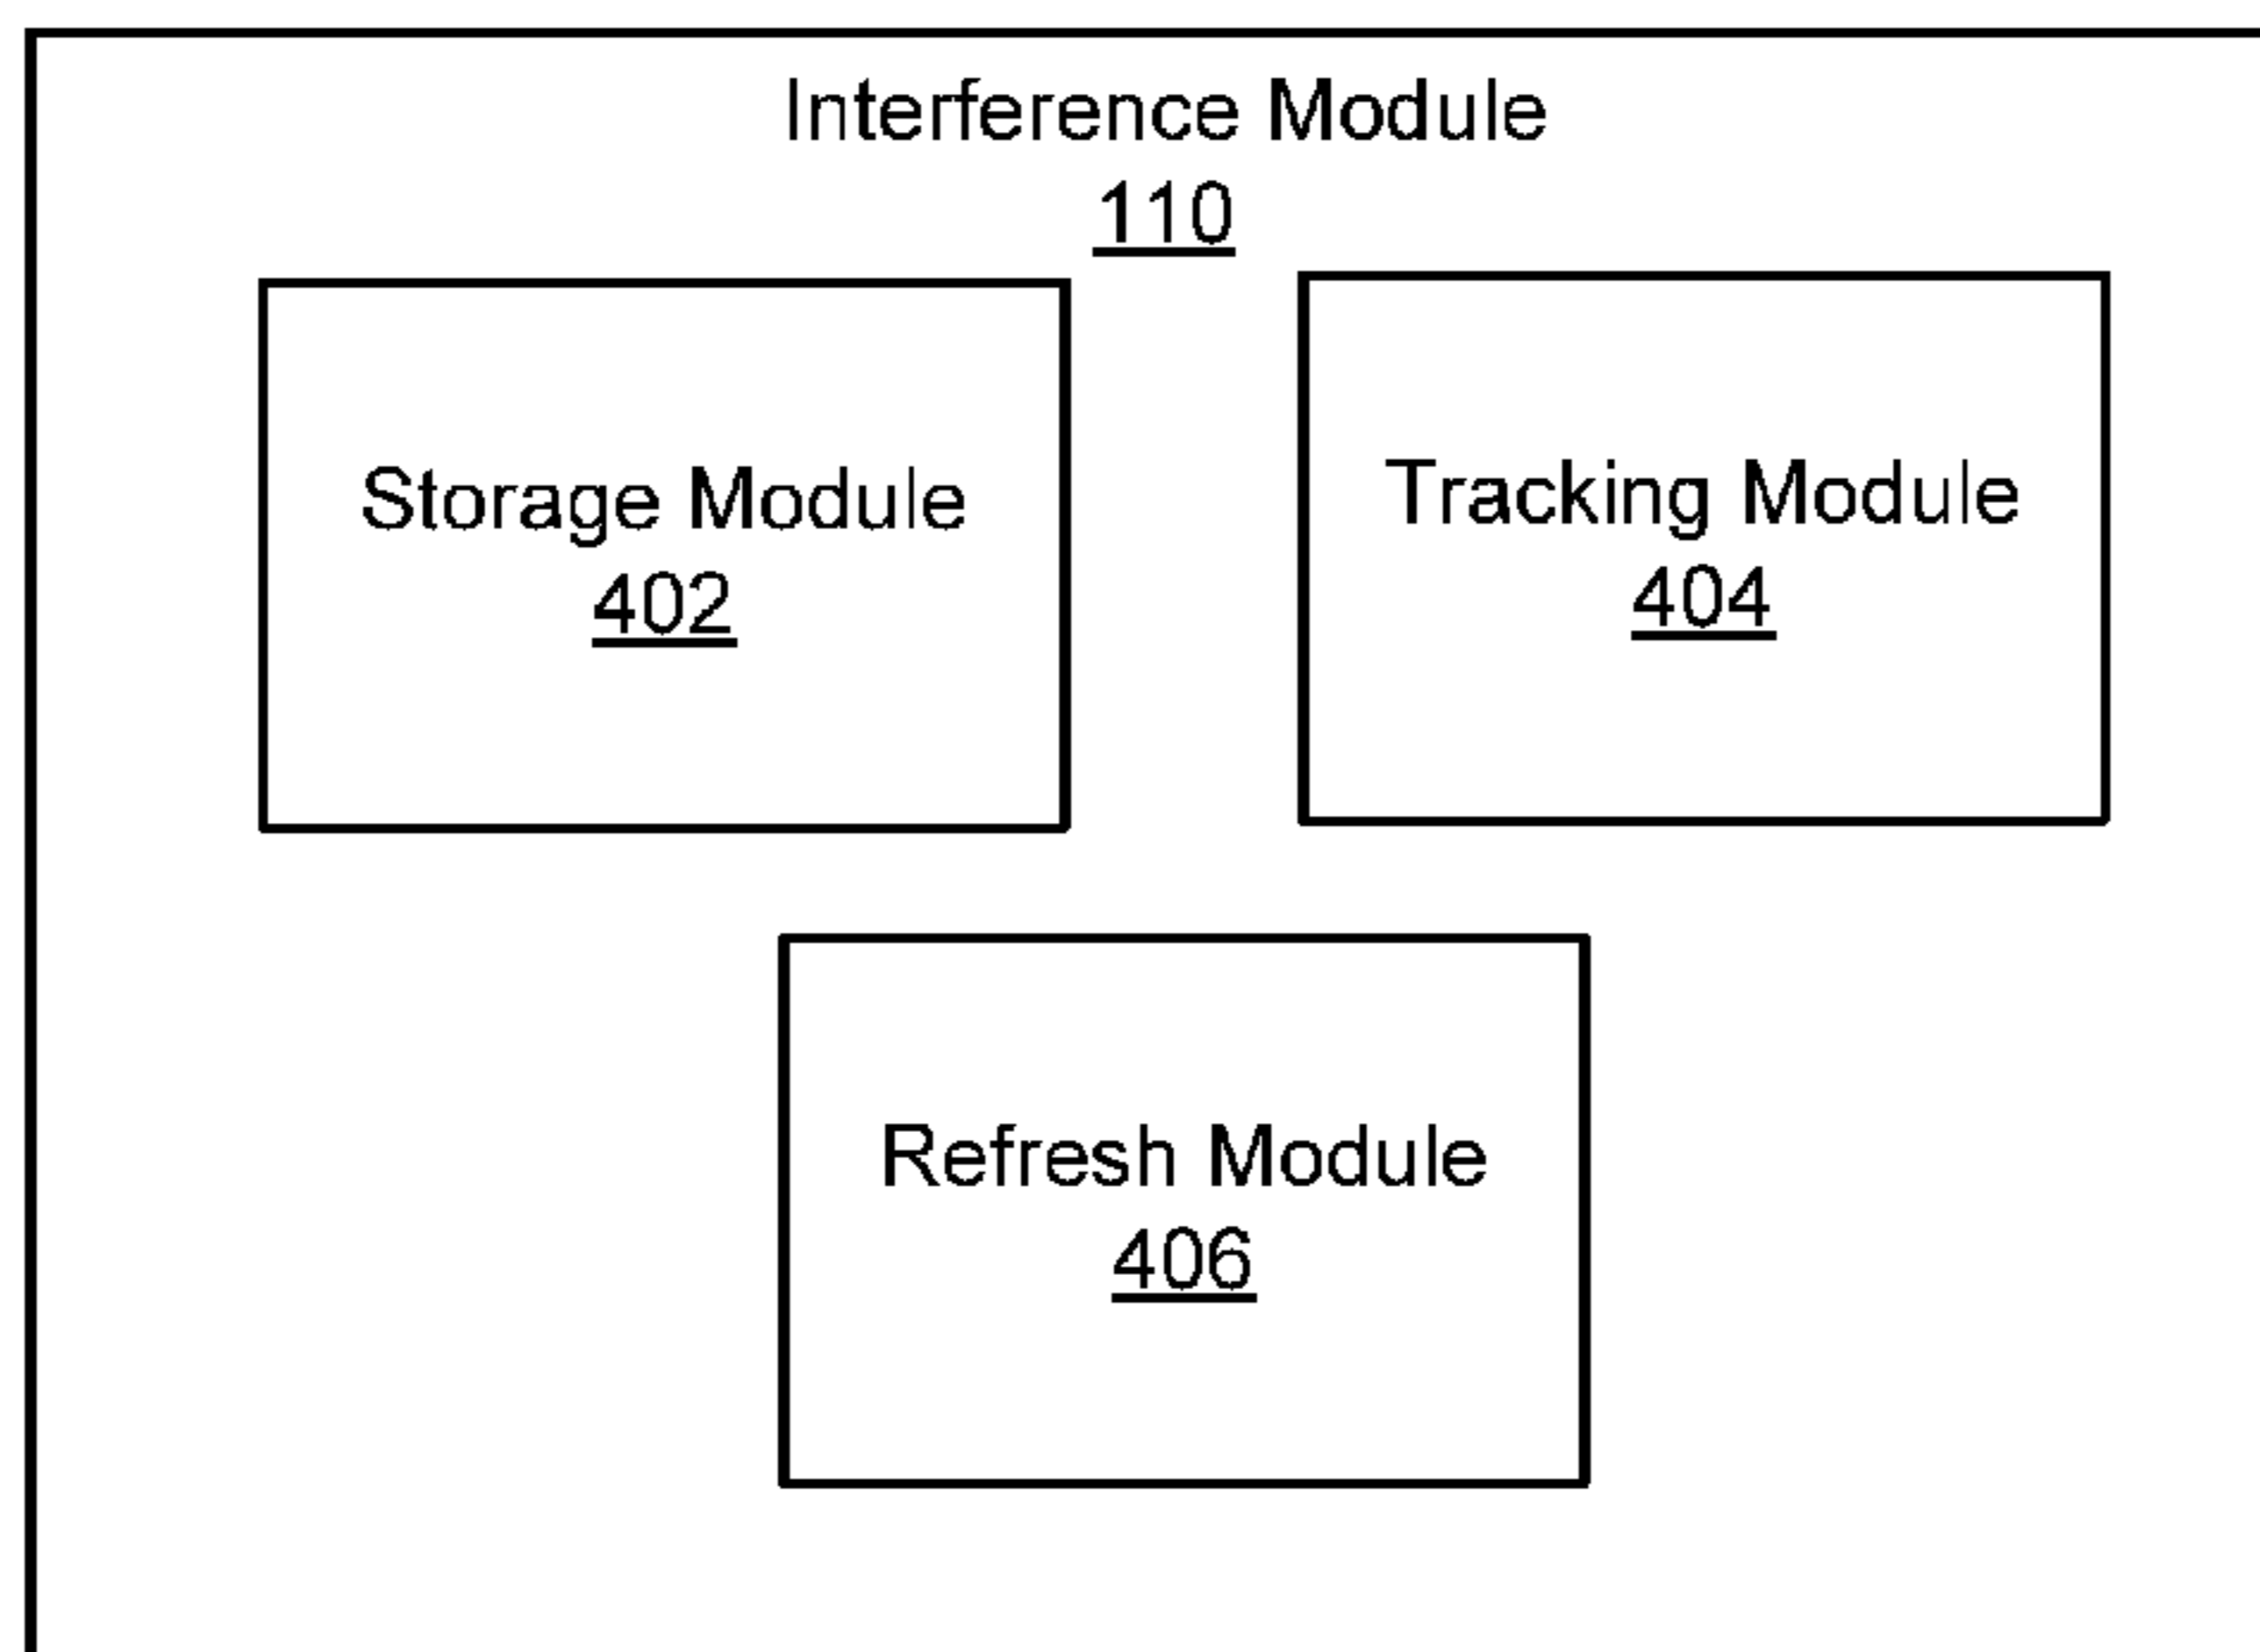 Interference Module
110
Storage Module
402
Tracking Module
404
Refresh Module
406